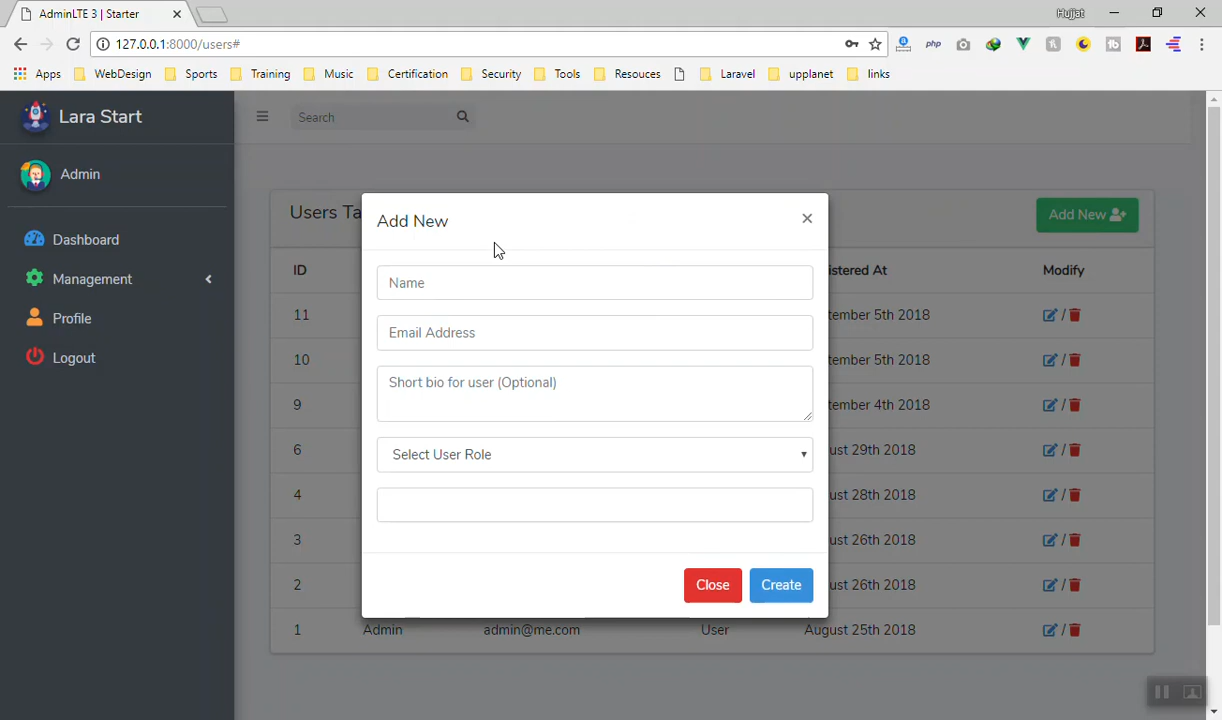 AdminLTE 3 | Starter
Hujjat
127.0.0.1:8000/users#
php
Apps WebDesign Sports Training Music Certification Security Tools Resouces Laravel upplanet links
Lara Start
Search
Admin
Dashboard
Management
Profile
Logout
Users Ta
Add New
Add New
ID
istered At
Modify
Name
11
tember 5th 2018
/
Email Address
10
tember 5th 2018
/
Short bio for user (Optional)
9
tember 4th 2018
/
Select User Role
6
ust 29th 2018
/
4
ust 28th 2018
/
3
ust 26th 2018
/
2
ust 26th 2018
/
Close
Create
1 Admin admin@me.com User August 25th 2018 /